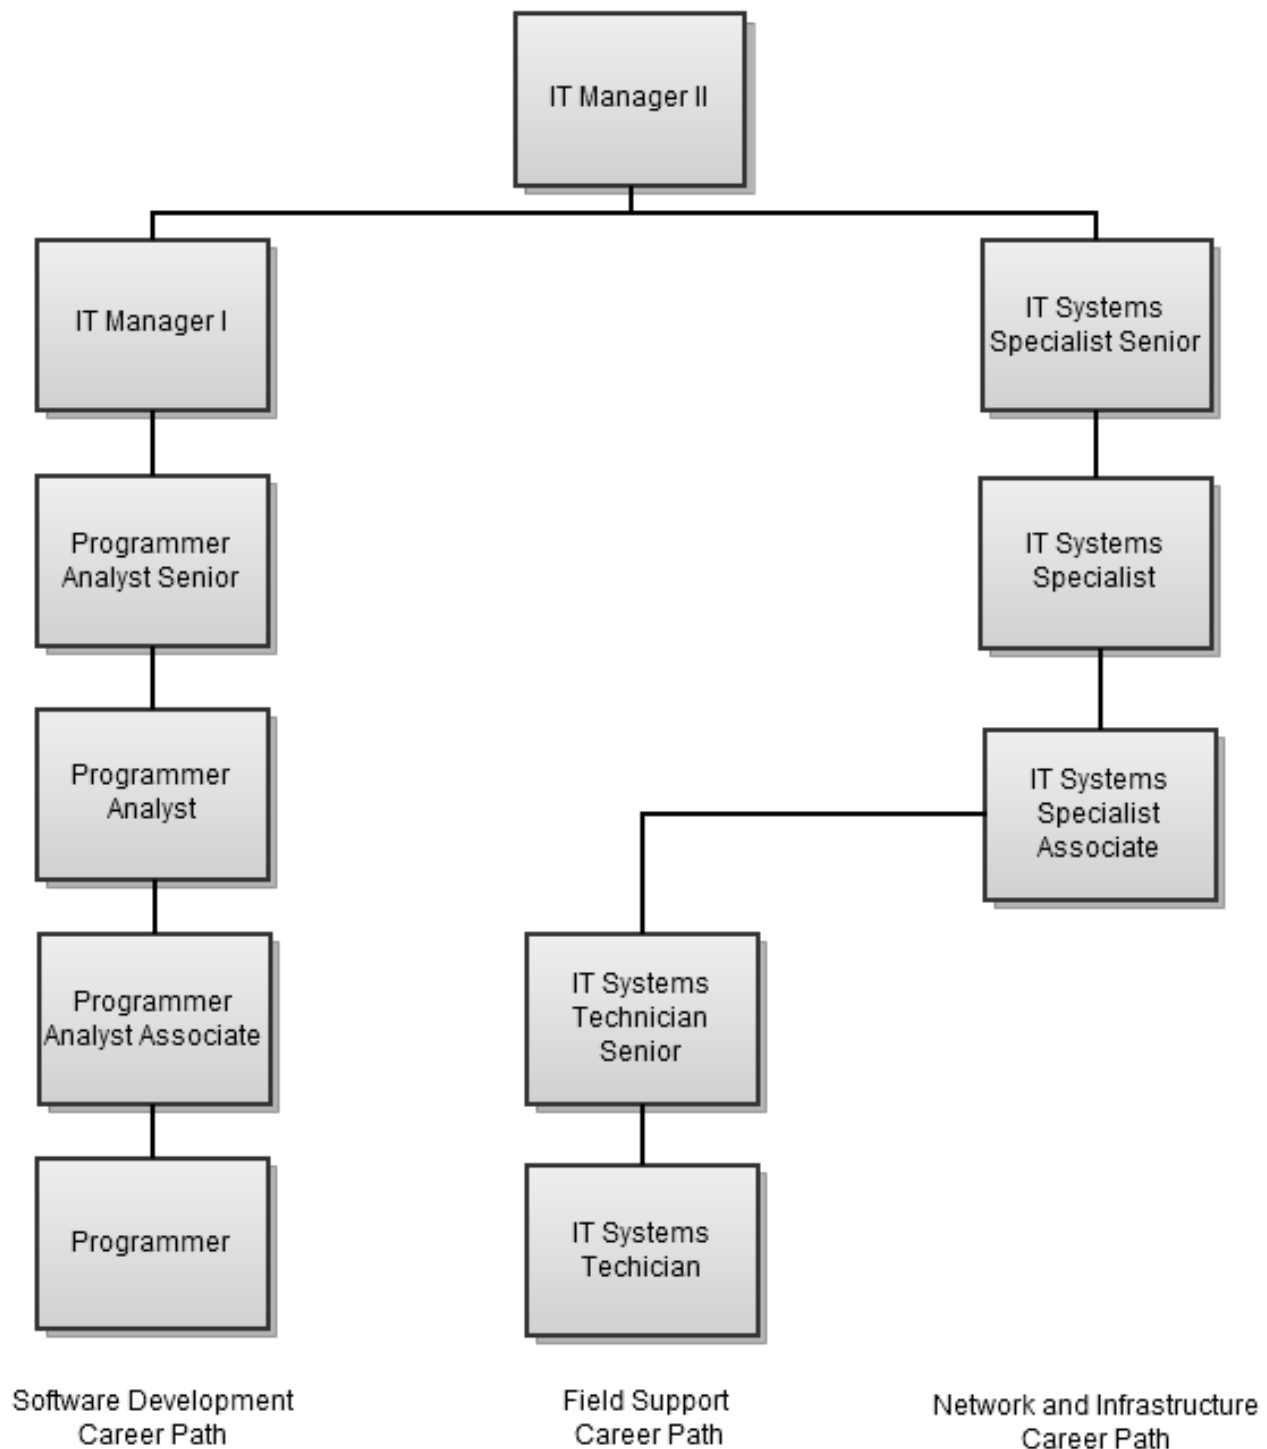 IT Manager II
IT Manager I
IT Systems
Specialist Senior
Programmer
Analyst Senior
IT Systems
Specialist
Programmer
Analyst
IT Systems
Specialist
Associate
Programmer
Analyst Associate
IT Systems
Technician
Senior
Programmer
IT Systems
Techician
Software Development
Career Path
Field Support
Career Path
Network and Infrastructure
Career Path